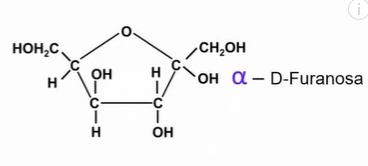 O
HOH₂C CH₂OH
C OH H C
H OH α – D-Furanosa
C C
H OH